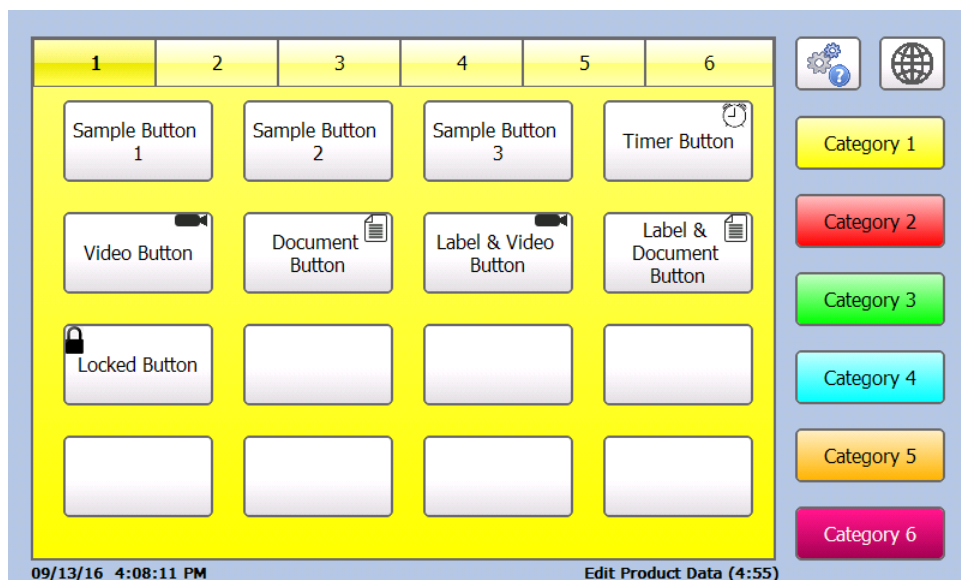 1 2 3 4 5 6
Sample Button
1
Sample Button
2
Sample Button
3
Timer Button
Video Button
Document
Button
Label & Video
Button
Label &
Document
Button
Locked Button
?
Category 1
Category 2
Category 3
Category 4
Category 5
Category 6
09/13/16 4:08:11 PM
Edit Product Data (4:55)